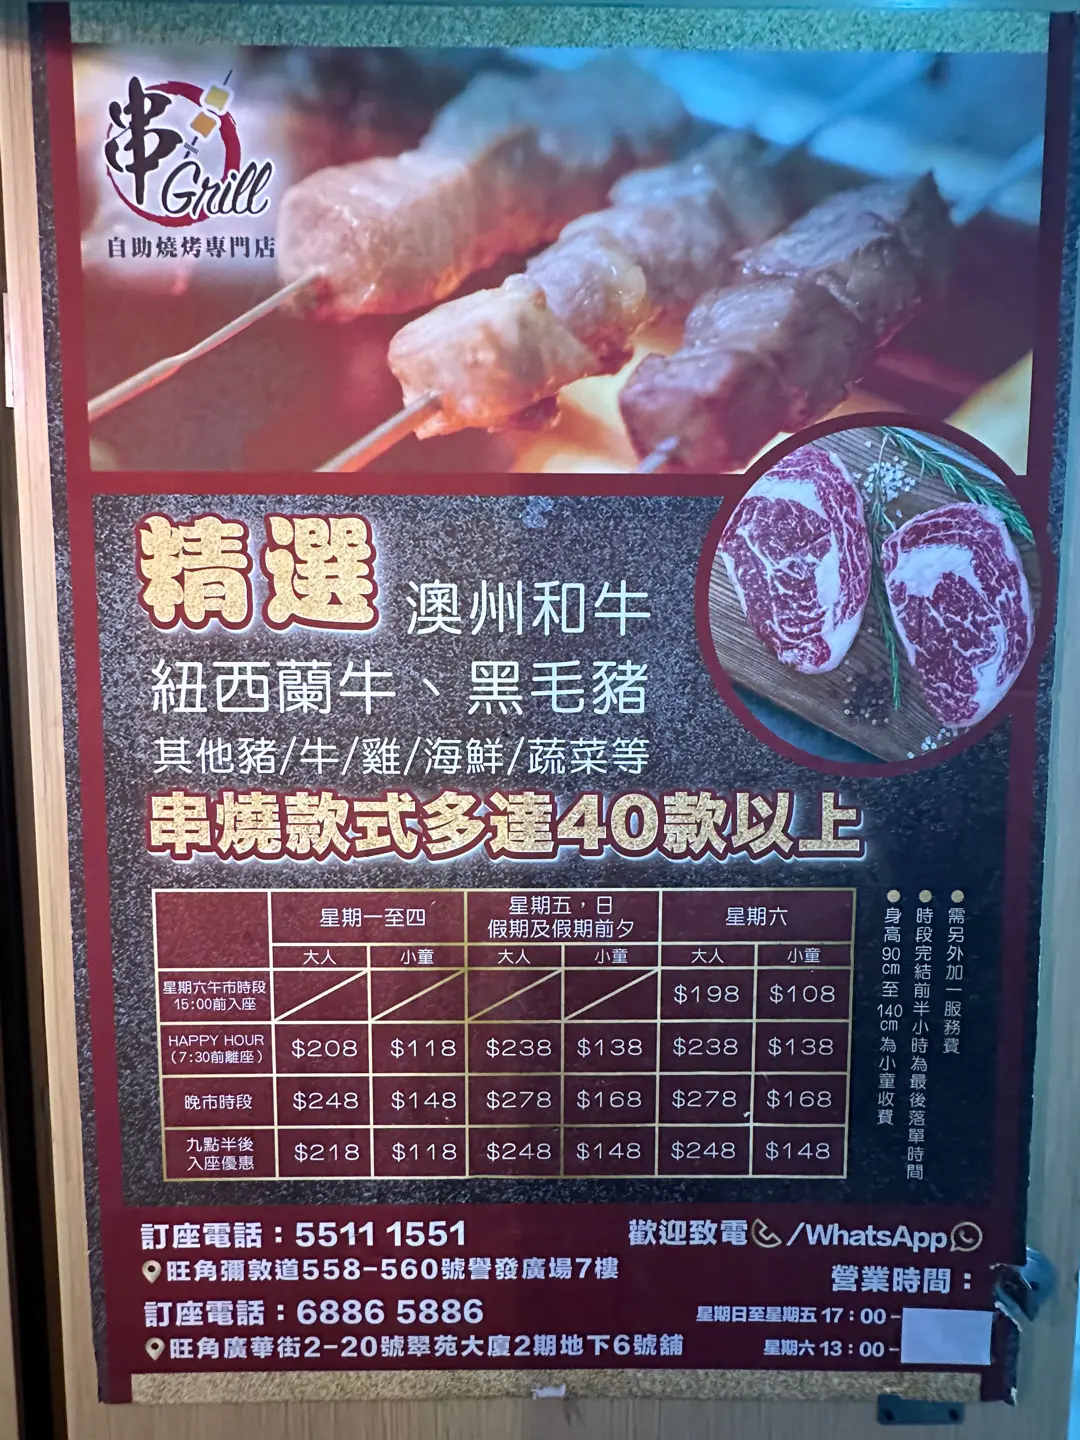 串Grill
自助燒烤專門店
精選 澳州和牛
紐西蘭牛、黑毛豬
其他豬/牛/雞/海鮮/蔬菜等
串燒款式多達40款以上
星期一至四 星期五，日 假期及假期前夕 星期六
大人 小童 大人 小童 大人 小童
星期六午市時段 15:00前入座 $198 $108
HAPPY HOUR (7:30前離座) $208 $118 $238 $138 $238 $138
晚市時段 $248 $148 $278 $168 $278 $168
九點半後 入座優惠 $218 $118 $248 $148 $248 $148
需另外加一服務費
時段完結前半小時為最後落單時間
身高90cm至140cm為小童收費
訂座電話：5511 1551
旺角彌敦道558-560號譽發廣場7樓
訂座電話：6886 5886
旺角廣華街2-20號翠苑大廈2期地下6號舖
歡迎致電/WhatsApp
營業時間：
星期日至星期五 17：00-
星期六 13：00-